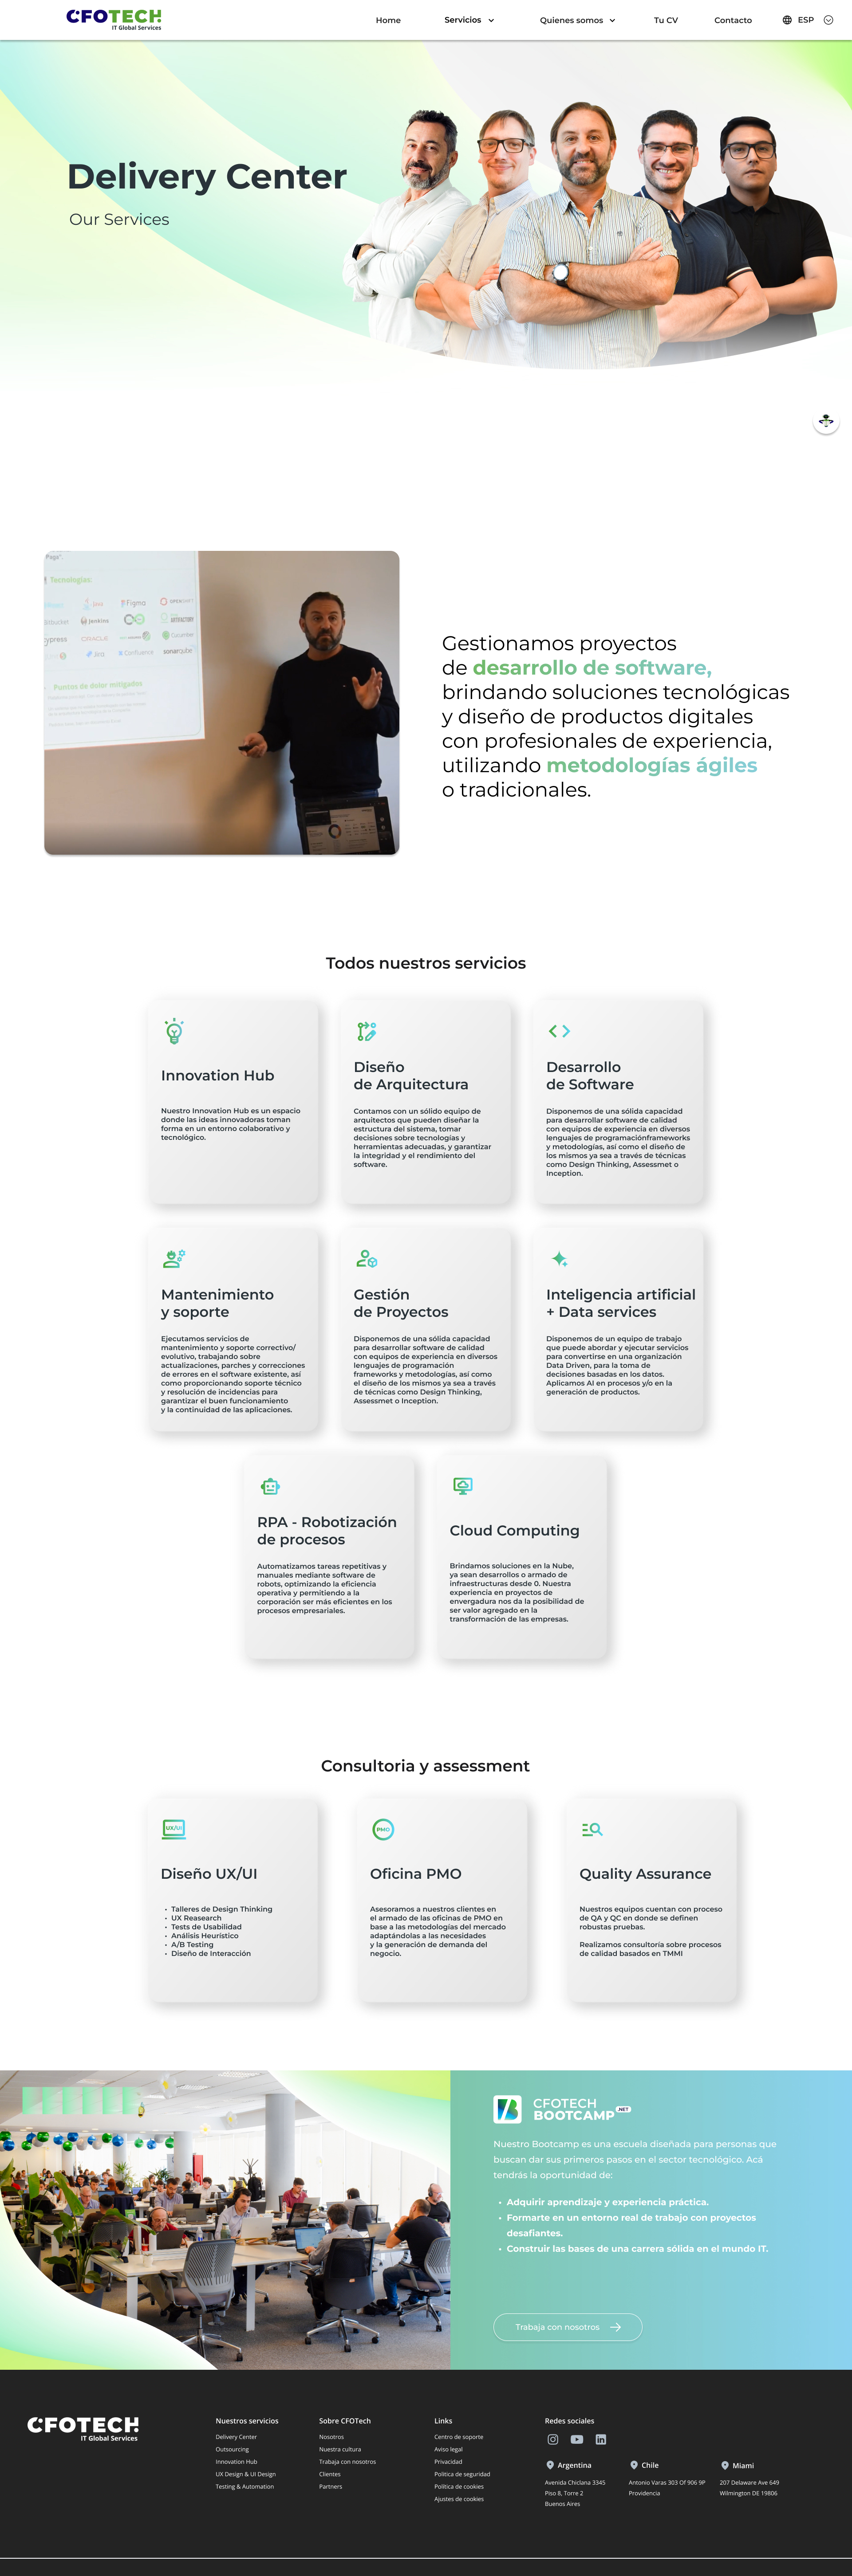 CFOTECH
IT Global Services
Home
Servicios
Quienes somos
Tu CV
Contacto
ESP
Delivery Center
Our Services
Paga".
Tecnologías:
Java
Figma
OPENSHIFT
Jenkins
ARTIFACTORY
cypress
ORACLE
Cucumber
Jira
Confluence
sonarqube
Puntos de dolor mitigados
Gestionamos proyectos
de desarrollo de software,
brindando soluciones tecnológicas
y diseño de productos digitales
con profesionales de experiencia,
utilizando metodologías ágiles
o tradicionales.
Todos nuestros servicios
Innovation Hub
Nuestro Innovation Hub es un espacio
donde las ideas innovadoras toman
forma en un entorno colaborativo y
tecnológico.
Diseño
de Arquitectura
Contamos con un sólido equipo de
arquitectos que pueden diseñar la
estructura del sistema, tomar
decisiones sobre tecnologías y
herramientas adecuadas, y garantizar
la integridad y el rendimiento del
software.
Desarrollo
de Software
Disponemos de una sólida capacidad
para desarrollar software de calidad
con equipos de experiencia en diversos
lenguajes de programaciónframeworks
y metodologías, así como el diseño de
los mismos ya sea a través de técnicas
como Design Thinking, Assessmet o
Inception.
Mantenimiento
y soporte
Ejecutamos servicios de
mantenimiento y soporte correctivo/
evolutivo, trabajando sobre
actualizaciones, parches y correcciones
de errores en el software existente, así
como proporcionando soporte técnico
y resolución de incidencias para
garantizar el buen funcionamiento
y la continuidad de las aplicaciones.
Gestión
de Proyectos
Disponemos de una sólida capacidad
para desarrollar software de calidad
con equipos de experiencia en diversos
lenguajes de programación
frameworks y metodologías, así como
el diseño de los mismos ya sea a través
de técnicas como Design Thinking,
Assessmet o Inception.
Inteligencia artificial
+ Data services
Disponemos de un equipo de trabajo
que puede abordar y ejecutar servicios
para convertirse en una organización
Data Driven, para la toma de
decisiones basadas en los datos.
Aplicamos AI en procesos y/o en la
generación de productos.
RPA - Robotización
de procesos
Automatizamos tareas repetitivas y
manuales mediante software de
robots, optimizando la eficiencia
operativa y permitiendo a la
corporación ser más eficientes en los
procesos empresariales.
Cloud Computing
Brindamos soluciones en la Nube,
ya sean desarrollos o armado de
infraestructuras desde 0. Nuestra
experiencia en proyectos de
envergadura nos da la posibilidad de
ser valor agregado en la
transformación de las empresas.
Consultoria y assessment
UX/UI
Diseño UX/UI
• Talleres de Design Thinking
• UX Reasearch
• Tests de Usabilidad
• Análisis Heurístico
• A/B Testing
• Diseño de Interacción
PMO
Oficina PMO
Asesoramos a nuestros clientes en
el armado de las oficinas de PMO en
base a las metodologías del mercado
adaptándolas a las necesidades
y la generación de demanda del
negocio.
Quality Assurance
Nuestros equipos cuentan con proceso
de QA y QC en donde se definen
robustas pruebas.
Realizamos consultoría sobre procesos
de calidad basados en TMMI
CFOTECH
BOOTCAMP .NET
Nuestro Bootcamp es una escuela diseñada para personas que
buscan dar sus primeros pasos en el sector tecnológico. Acá
tendrás la oportunidad de:
• Adquirir aprendizaje y experiencia práctica.
• Formarte en un entorno real de trabajo con proyectos
desafiantes.
• Construir las bases de una carrera sólida en el mundo IT.
Trabaja con nosotros
CFOTECH
IT Global Services
Nuestros servicios
Delivery Center
Outsourcing
Innovation Hub
UX Design & UI Design
Testing & Automation
Sobre CFOTech
Nosotros
Nuestra cultura
Trabaja con nosotros
Clientes
Partners
Links
Centro de soporte
Aviso legal
Privacidad
Política de seguridad
Política de cookies
Ajustes de cookies
Redes sociales
Argentina
Avenida Chiclana 3345
Piso 8, Torre 2
Buenos Aires
Chile
Antonio Varas 303 Of 906 9P
Providencia
Miami
207 Delaware Ave 649
Wilmington DE 19806